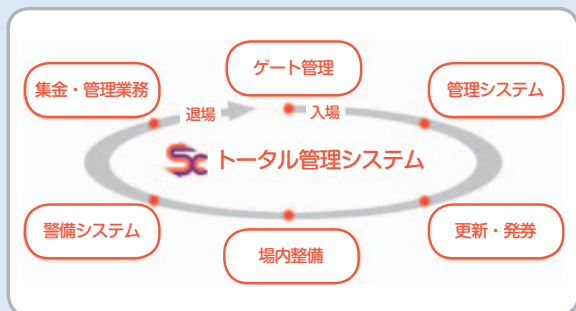 ゲート管理
集金・管理業務
管理システム
退場
入場
Sx トータル管理システム
警備システム
更新・発券
場内整備